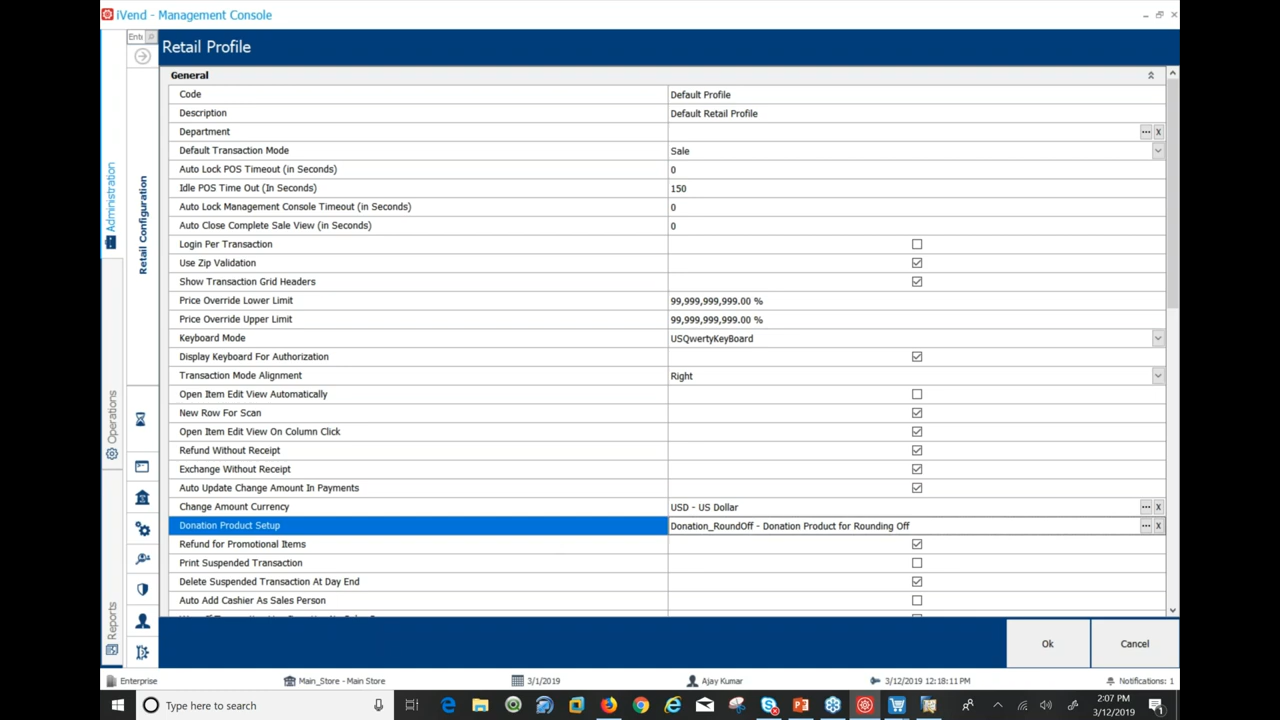 iVend - Management Console
Ente
Retail Profile
General
Code Default Profile
Description Default Retail Profile
Department
Default Transaction Mode Sale
Auto Lock POS Timeout (in Seconds) 0
Idle POS Time Out (In Seconds) 150
Auto Lock Management Console Timeout (in Seconds) 0
Auto Close Complete Sale View (in Seconds) 0
Login Per Transaction
Use Zip Validation
Show Transaction Grid Headers
Price Override Lower Limit 99,999,999,999.00 %
Price Override Upper Limit 99,999,999,999.00 %
Keyboard Mode USQwertyKeyBoard
Display Keyboard For Authorization
Transaction Mode Alignment Right
Open Item Edit View Automatically
New Row For Scan
Open Item Edit View On Column Click
Refund Without Receipt
Exchange Without Receipt
Auto Update Change Amount In Payments
Change Amount Currency USD - US Dollar
Donation Product Setup Donation_RoundOff - Donation Product for Rounding Off
Refund for Promotional Items
Print Suspended Transaction
Delete Suspended Transaction At Day End
Auto Add Cashier As Sales Person
Administration
Retail Configuration
Operations
Reports
Ok Cancel
Enterprise Main_Store - Main Store 3/1/2019 Ajay Kumar 3/12/2019 12:18:11 PM Notifications: 1
Type here to search 2:07 PM
3/12/2019